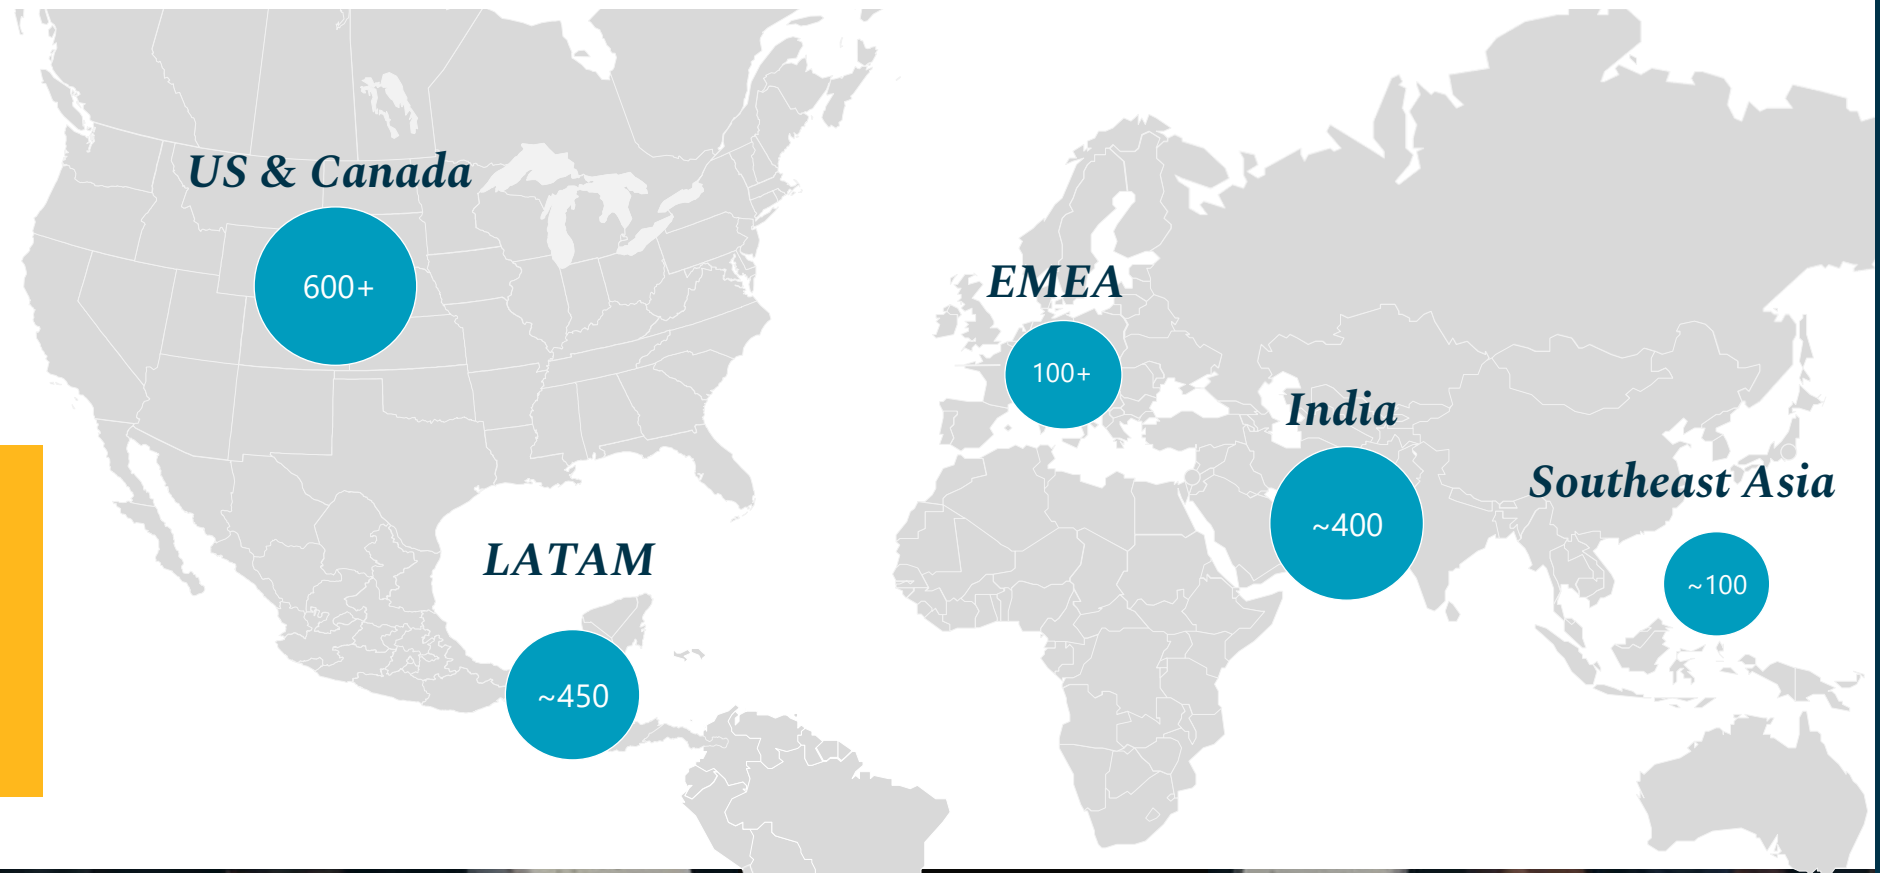 US & Canada
600+
EMEA
100+
India
~400
Southeast Asia
~100
LATAM
~450